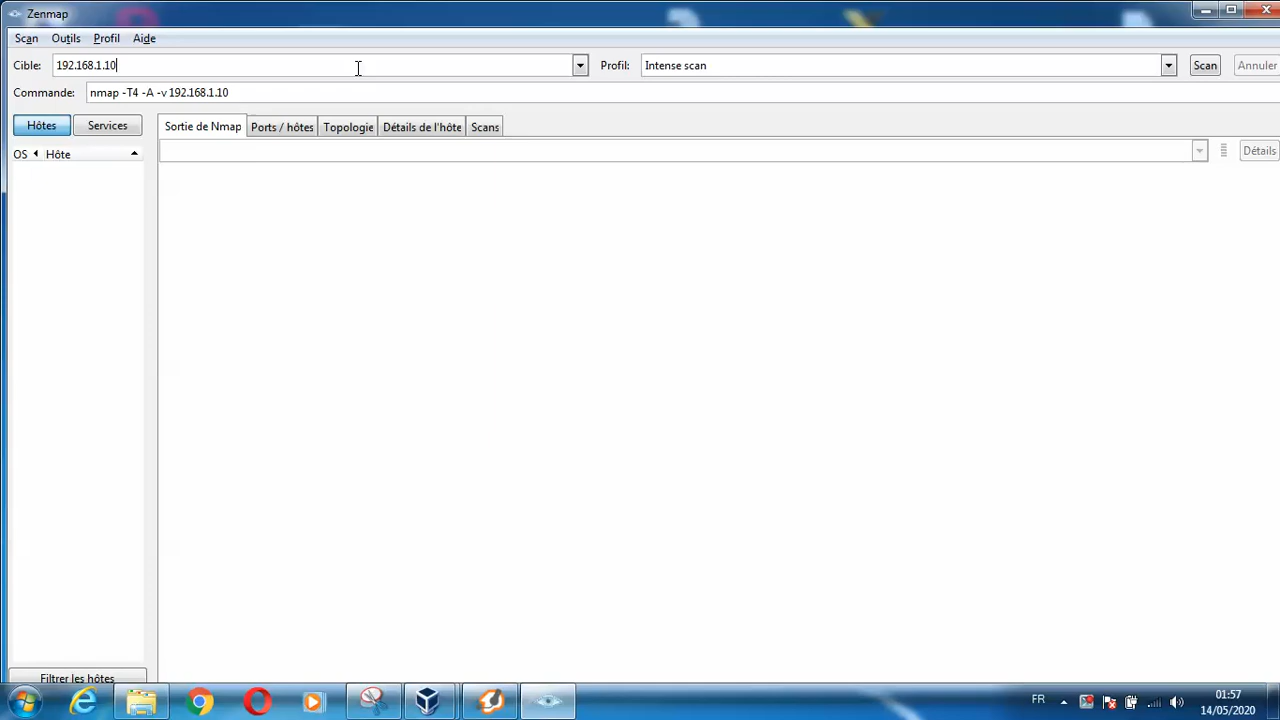 Zenmap
Scan Outils Profil Aide
Cible: 192.168.1.10 Profil: Intense scan Scan Annuler
Commande: nmap -T4 -A -v 192.168.1.10
Hôtes Services Sortie de Nmap Ports / hôtes Topologie Détails de l'hôte Scans
OS Hôte Détails
Filtrer les hôtes
FR 01:57
14/05/2020